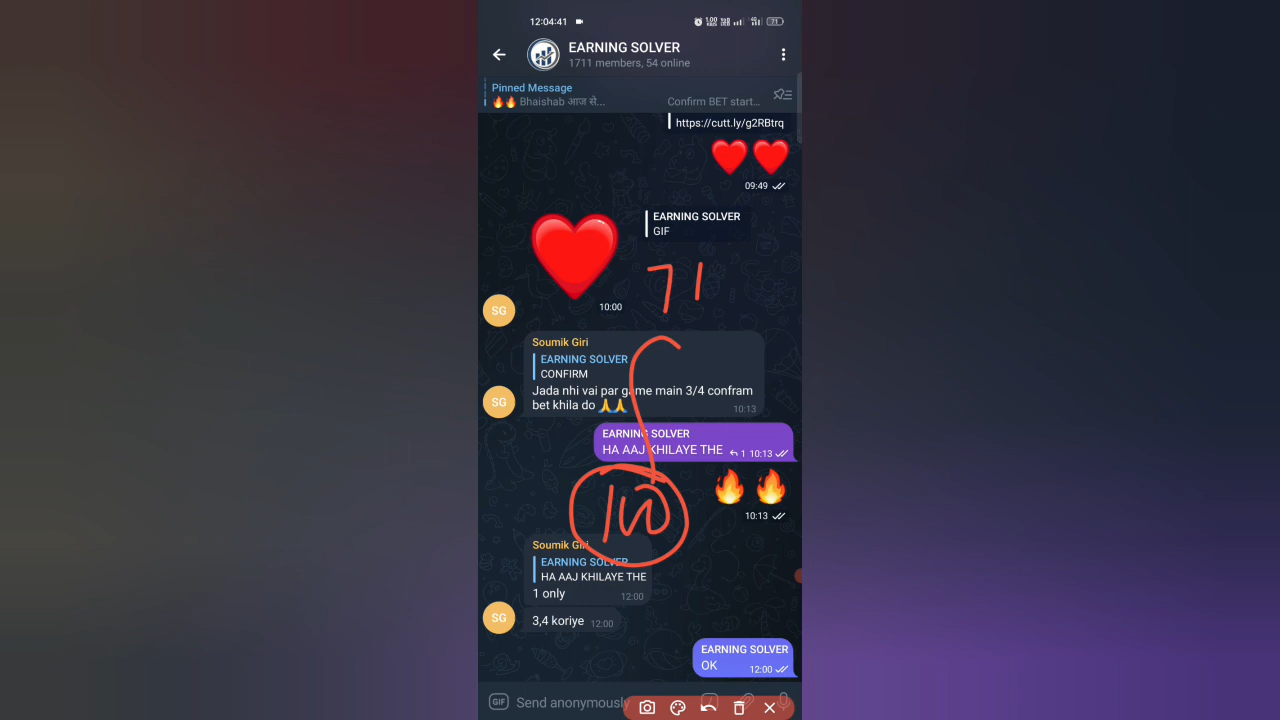 12:04:41
71
EARNING SOLVER
1711 members, 54 online
Pinned Message
🔥🔥 Bhaishab आज से... Confirm BET start...
https://cutt.ly/g2RBtrq
❤️❤️
09:49
EARNING SOLVER
GIF
71
10:00
SG
Soumik Giri
EARNING SOLVER
CONFIRM
Jada nhi vai par game main 3/4 confram
bet khila do 🙏🙏
10:13
SG
EARNING SOLVER
HA AAJ KHILAYE THE 1 10:13
🔥 🔥
10:13
Soumik Giri
EARNING SOLVER
HA AAJ KHILAYE THE
1 only 12:00
3,4 koriye 12:00
SG
EARNING SOLVER
OK 12:00
GIF Send anonymously